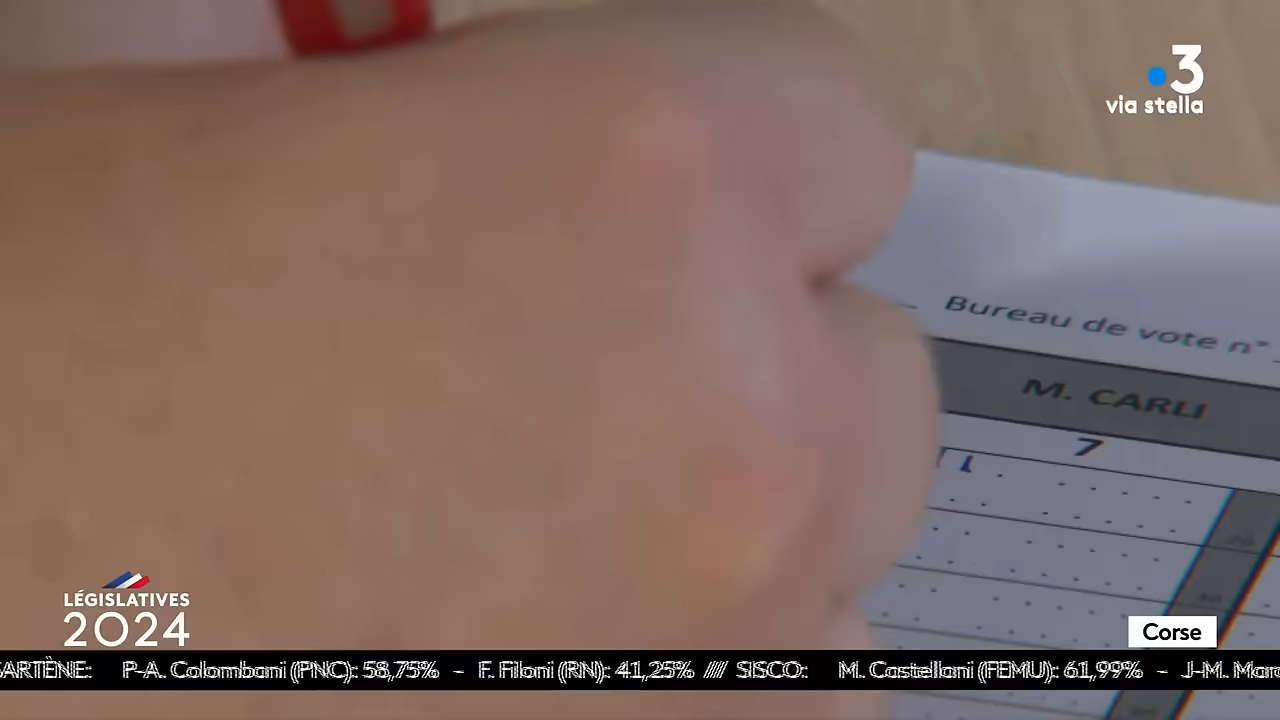 3
via stella
Bureau de vote n°
M. CARLI
7
LÉGISLATIVES
2024
Corse
ARTÈNE: P-A. Colombani (PNC): 58,75% - F. Filoni (RN): 41,25% /// SISCO: M. Castellani (FEMU): 61,99% - J-M.